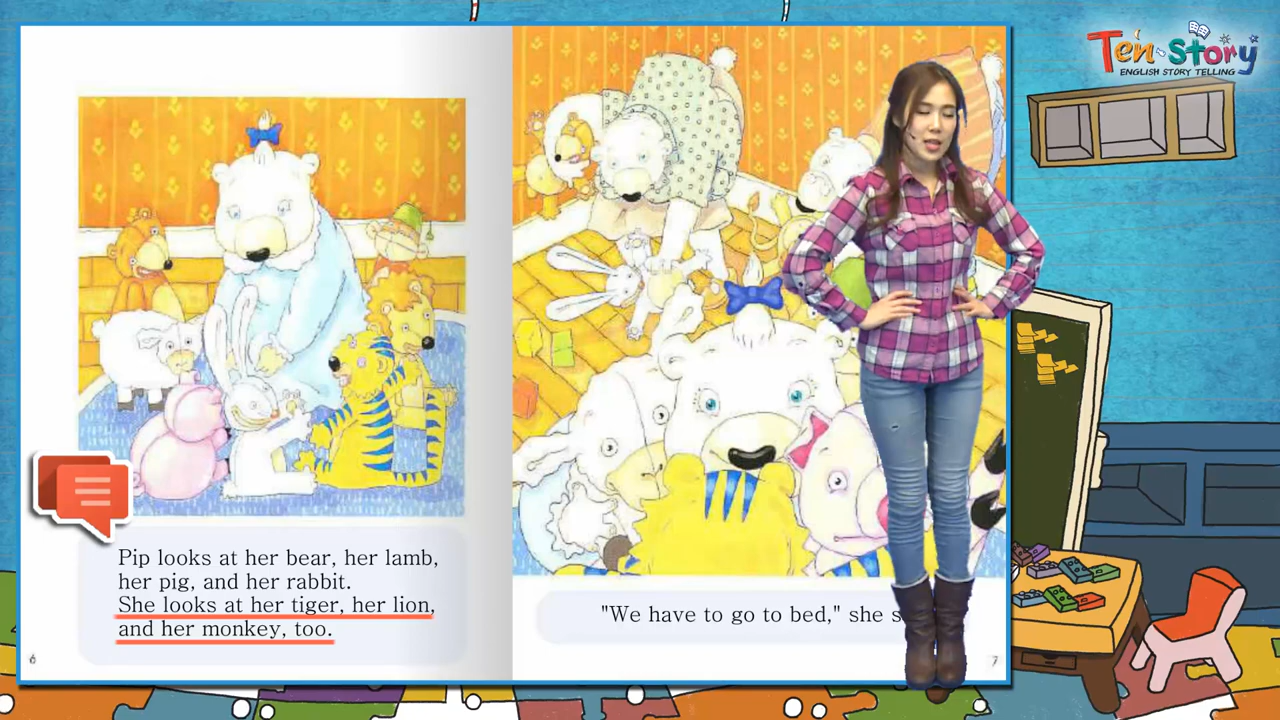 Ten-Story
ENGLISH STORY TELLING
Pip looks at her bear, her lamb,
her pig, and her rabbit.
She looks at her tiger, her lion,
and her monkey, too.
"We have to go to bed," she
6
7